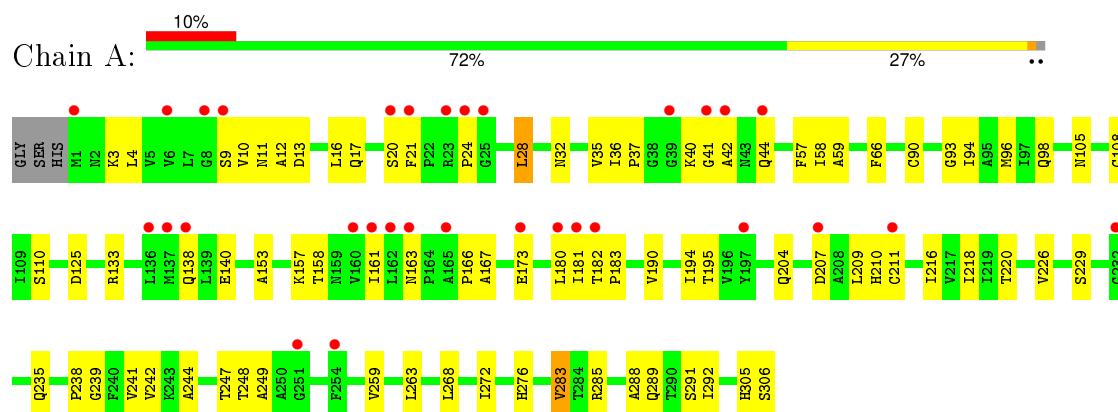 10%
Chain A:
72% 27% ••
GLY SER HIS M1 N2 K3 L4 V5 V6 L7 G8 S9 V10 N11 A12 D13 L16 Q17 S20 F21 P22 R23 P24 G25 L28 N32 V35 I36 P37 G38 G39 K40 G41 A42 N43 Q44 F57 I58 A59 F66 C90 G93 I94 A95 M96 I97 Q98 N105
I109 S110 D125 R133 L136 M137 Q138 L139 E140 A153 K157 T158 N159 V160 I161 L162 N163 P164 A165 P166 A167 E173 L180 I181 T182 P183 V190 I194 T195 V196 Y197 Q204 D207 A208 L209 H210 C211 I216 V217 I218 I219 T220 V226 S229
Q235 P238 G239 F240 V241 V242 K243 A244 T247 T248 A249 A250 G251 F254 V259 L263 L268 I272 H276 V283 T284 R285 A288 Q289 T290 S291 I292 H305 S306